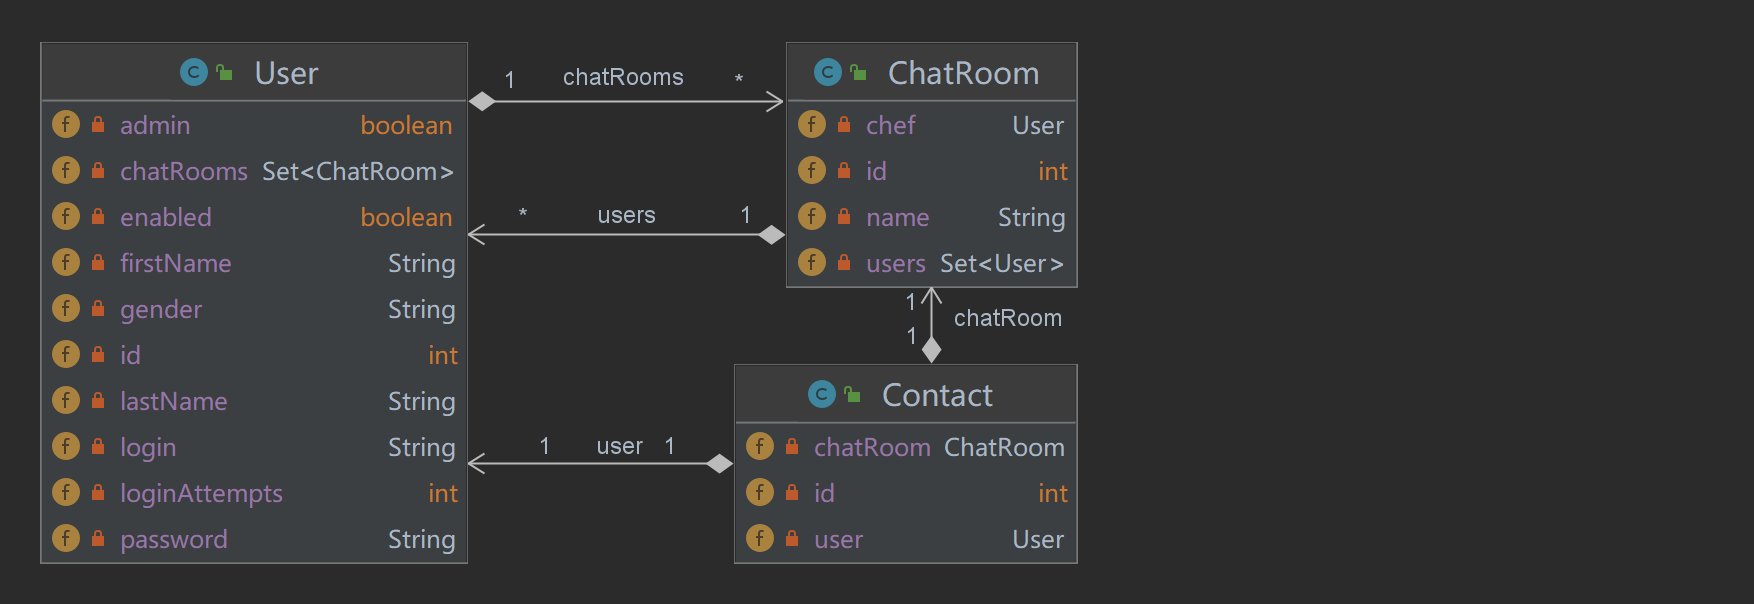 C User
f admin boolean
f chatRooms Set<ChatRoom>
f enabled boolean
f firstName String
f gender String
f id int
f lastName String
f login String
f loginAttempts int
f password String
1 chatRooms *
* users 1
1 user 1
C ChatRoom
f chef User
f id int
f name String
f users Set<User>
1
1
chatRoom
C Contact
f chatRoom ChatRoom
f id int
f user User